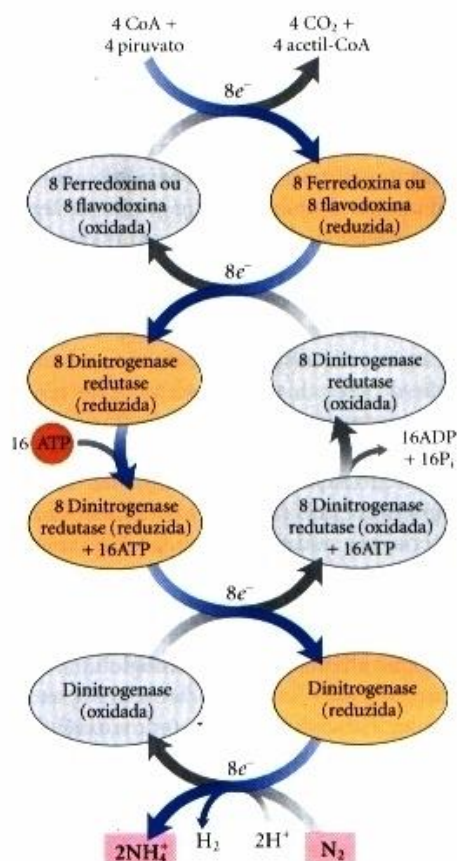 4 CoA +
4 piruvato
4 CO₂ +
4 acetil-CoA
8e⁻
8 Ferredoxina ou
8 flavodoxina
(oxidada)
8 Ferredoxina ou
8 flavodoxina
(reduzida)
8e⁻
8 Dinitrogenase
redutase
(reduzida)
8 Dinitrogenase
redutase
(oxidada)
16 ATP
16ADP
+ 16Pᵢ
8 Dinitrogenase
redutase (reduzida)
+ 16ATP
8 Dinitrogenase
redutase (oxidada)
+ 16ATP
8e⁻
Dinitrogenase
(oxidada)
Dinitrogenase
(reduzida)
8e⁻
2NH₄⁺
H₂
2H⁺
N₂